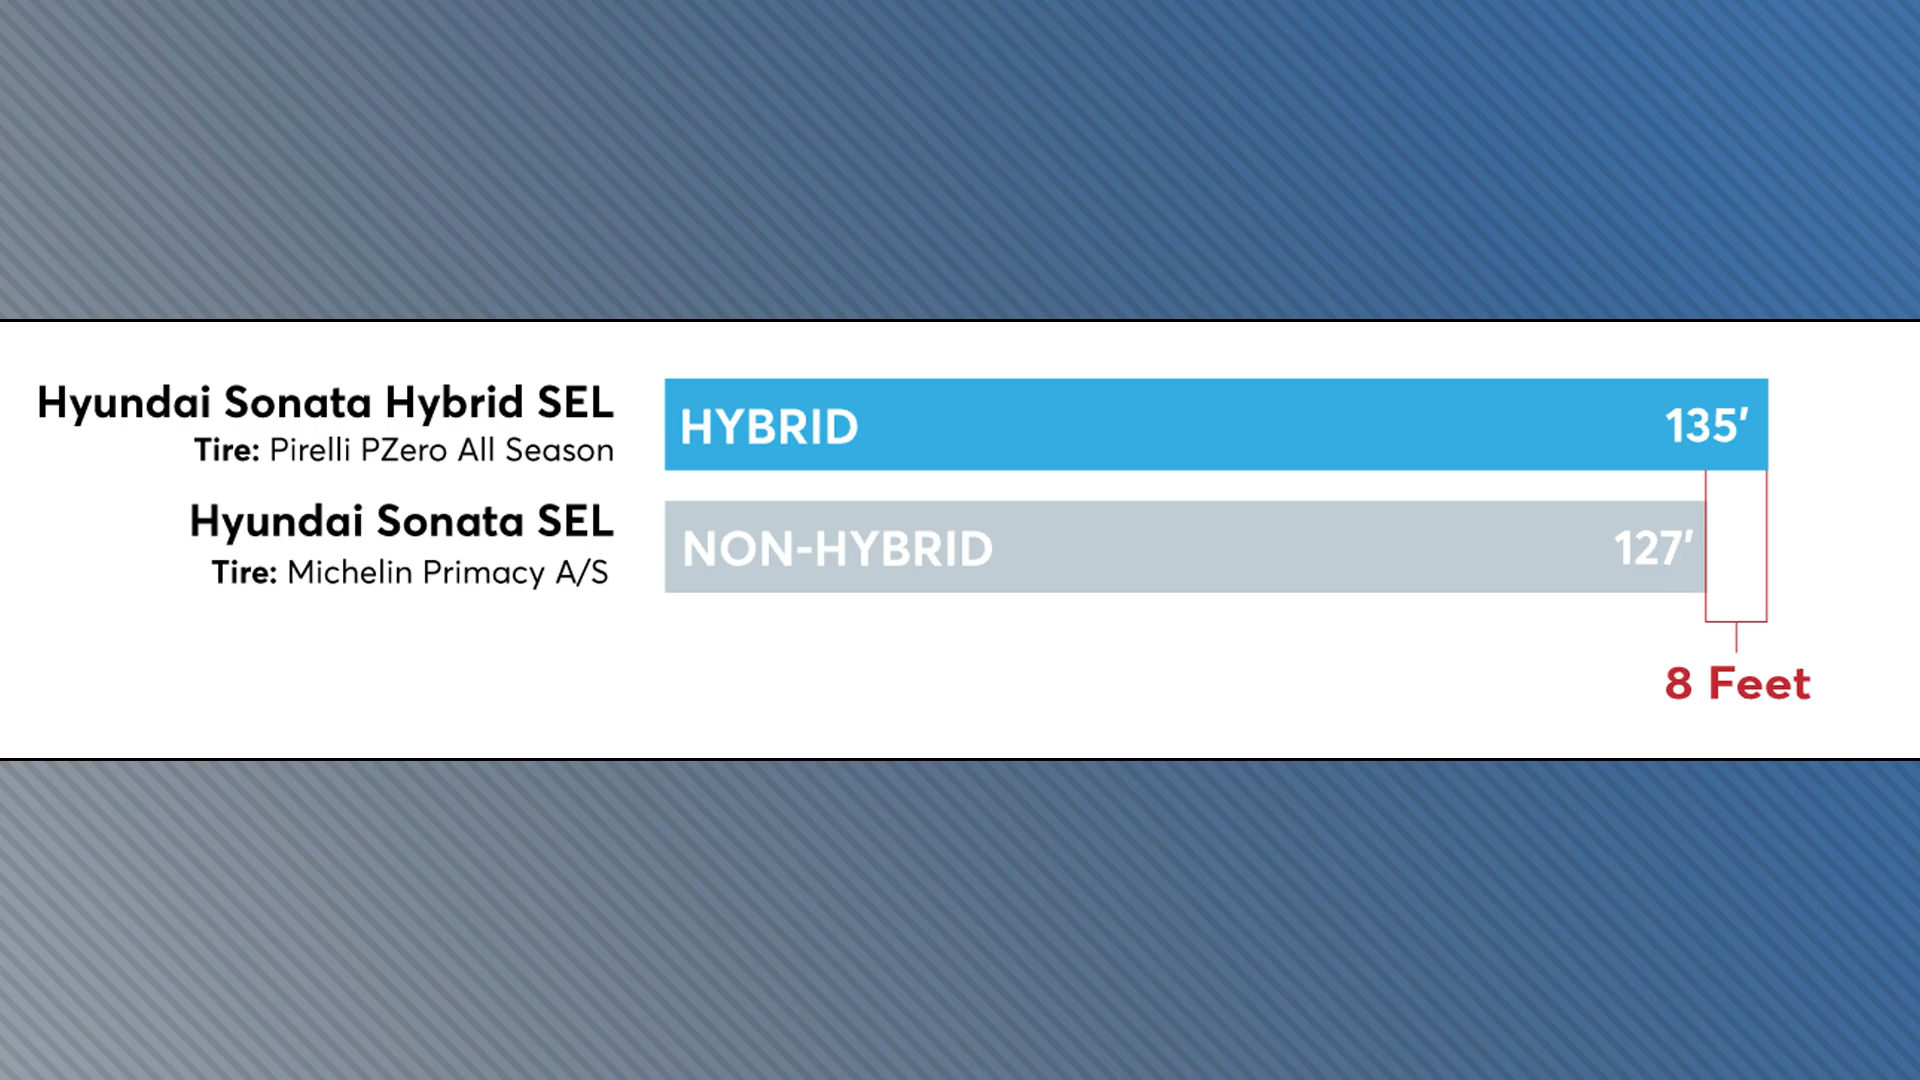 Hyundai Sonata Hybrid SEL
Tire: Pirelli PZero All Season
HYBRID
135′
Hyundai Sonata SEL
Tire: Michelin Primacy A/S
NON-HYBRID
127′
8 Feet